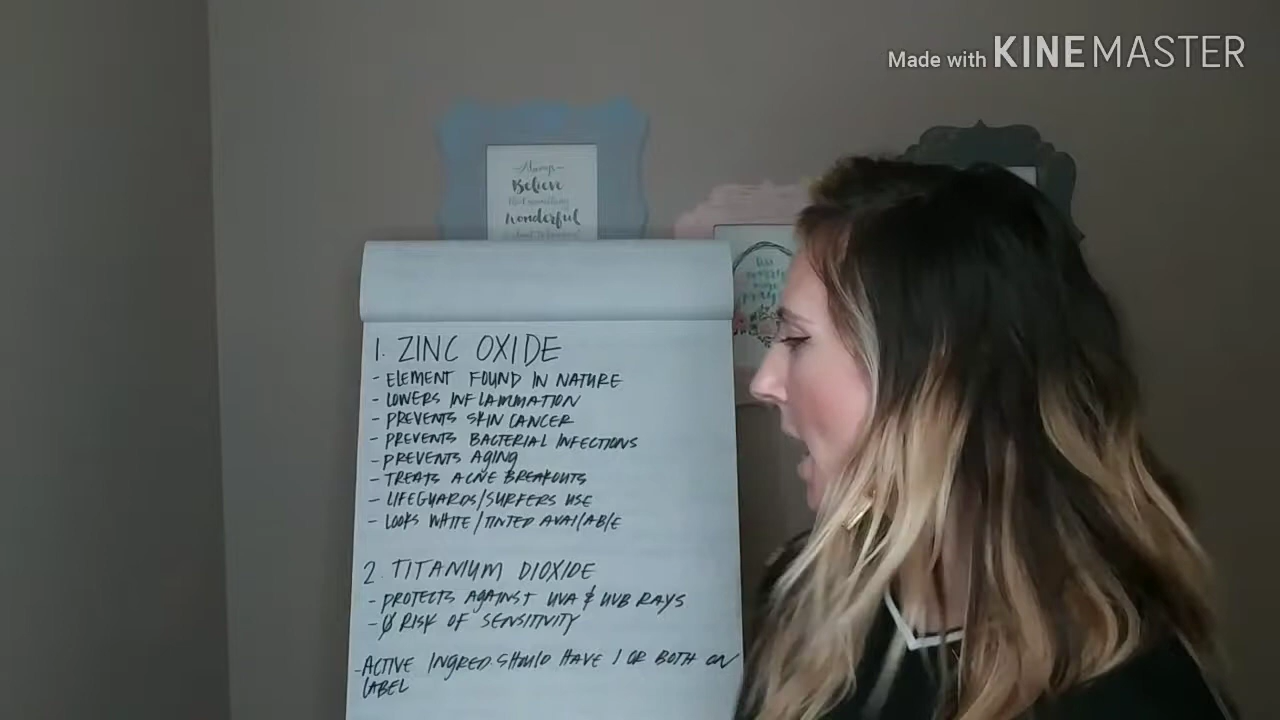 Made with KINEMASTER
Always
Believe
that something
Wonderful
1. ZINC OXIDE
- ELEMENT FOUND IN NATURE
- LOWERS INFLAMMATION
- PREVENTS SKIN CANCER
- PREVENTS BACTERIAL INFECTIONS
- PREVENTS AGING
- TREATS ACNE BREAKOUTS
- LIFEGUARDS/SURFERS USE
- LOOKS WHITE/TINTED AVAILABLE
2. TITANIUM DIOXIDE
- PROTECTS AGAINST UVA & UVB RAYS
- Ø RISK OF SENSITIVITY
-ACTIVE INGRED. SHOULD HAVE 1 OR BOTH ON
LABEL